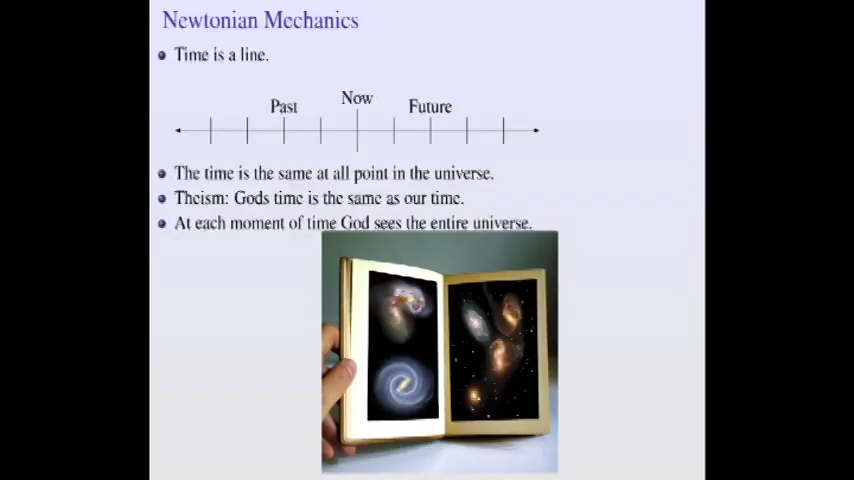 Newtonian Mechanics
Time is a line.
Now
Past
Future
The time is the same at all point in the universe.
Theism: Gods time is the same as our time.
At each moment of time God sees the entire universe.